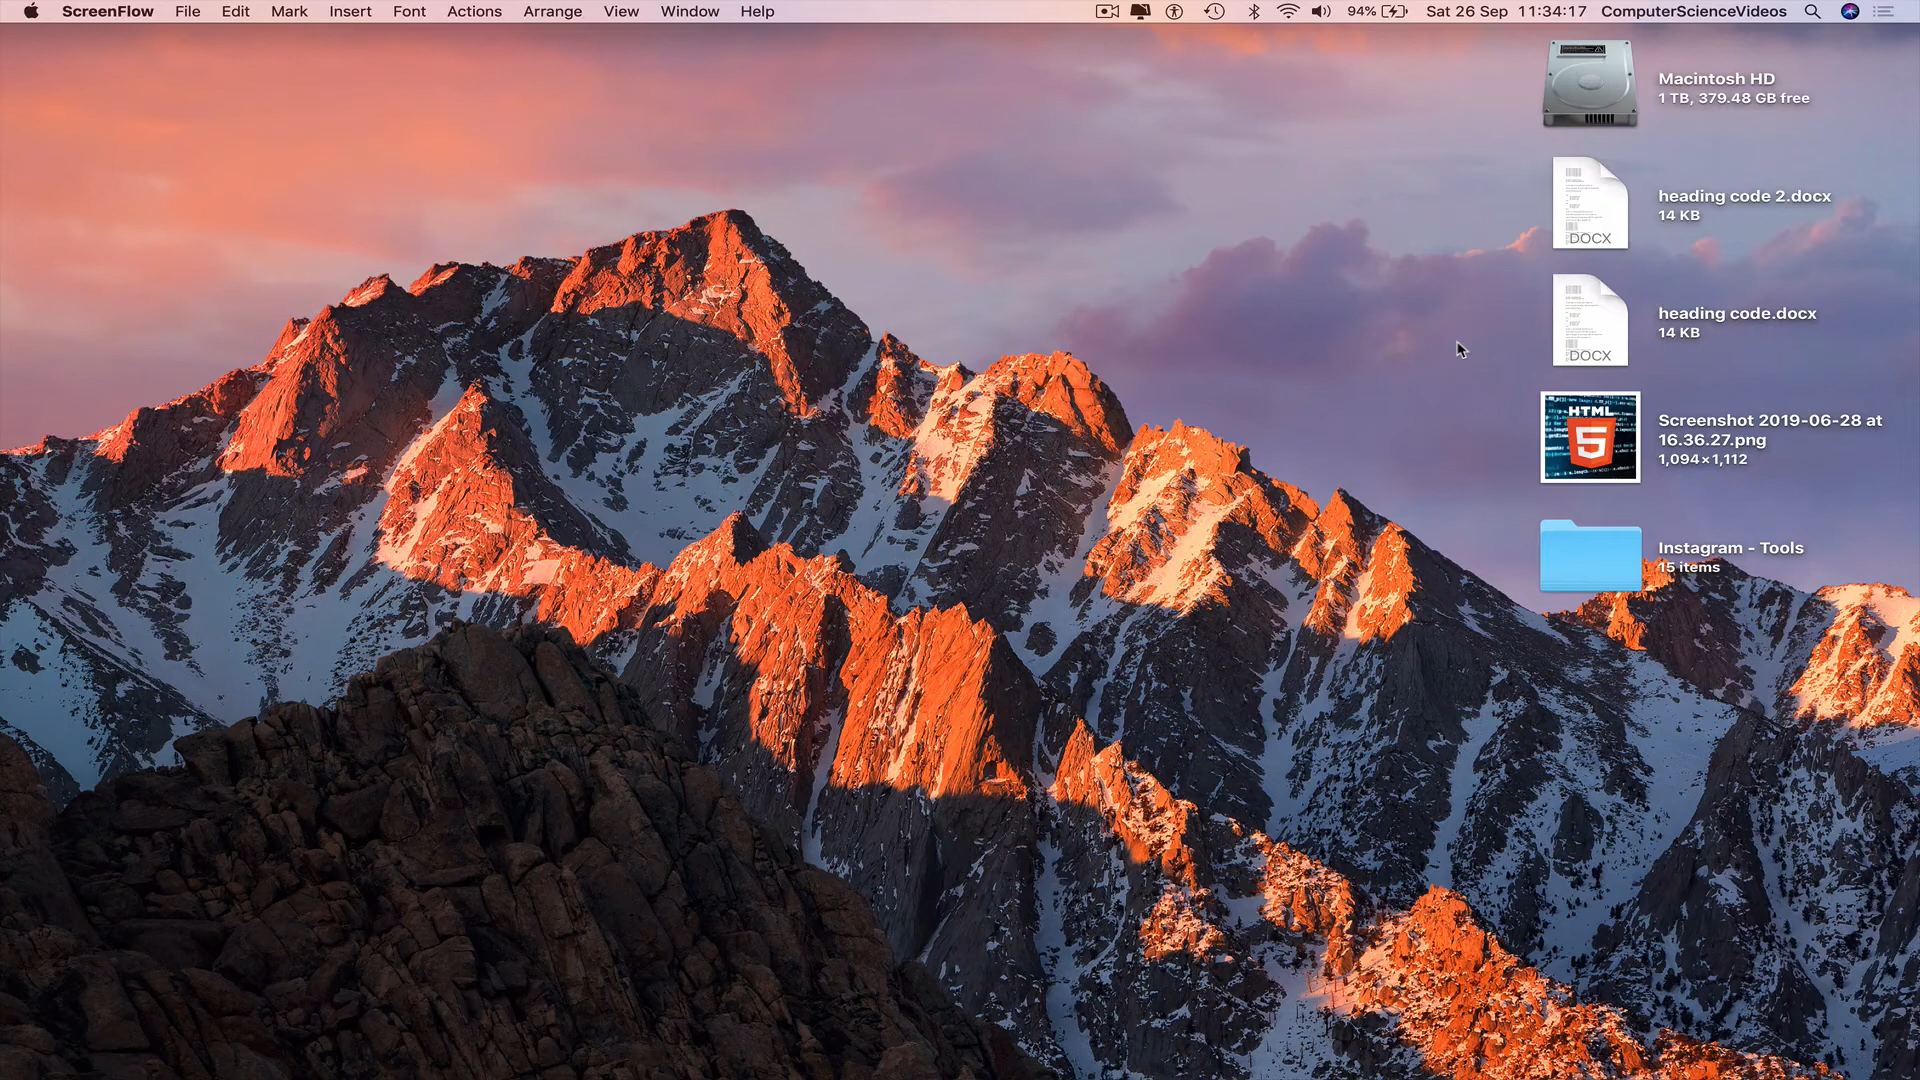 ScreenFlow File Edit Mark Insert Font Actions Arrange View Window Help 94% Sat 26 Sep 11:34:17 ComputerScienceVideos
Macintosh HD
1 TB, 379.48 GB free
DOCX
heading code 2.docx
14 KB
DOCX
heading code.docx
14 KB
HTML
5
Screenshot 2019-06-28 at
16.36.27.png
1,094×1,112
Instagram - Tools
15 items